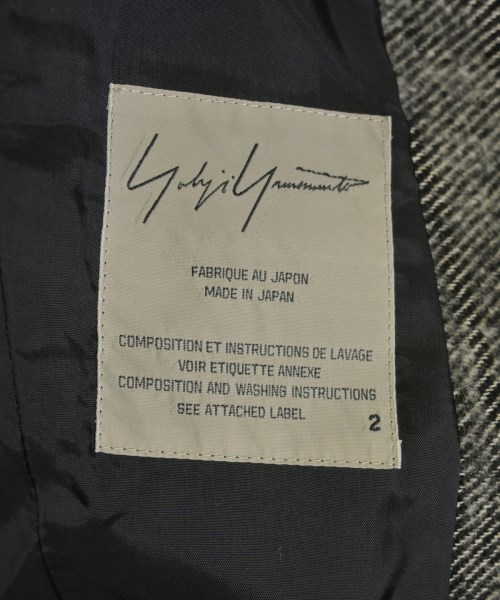 Yohji Yamamoto
FABRIQUE AU JAPON
MADE IN JAPAN
COMPOSITION ET INSTRUCTIONS DE LAVAGE
VOIR ETIQUETTE ANNEXE
COMPOSITION AND WASHING INSTRUCTIONS
SEE ATTACHED LABEL
2